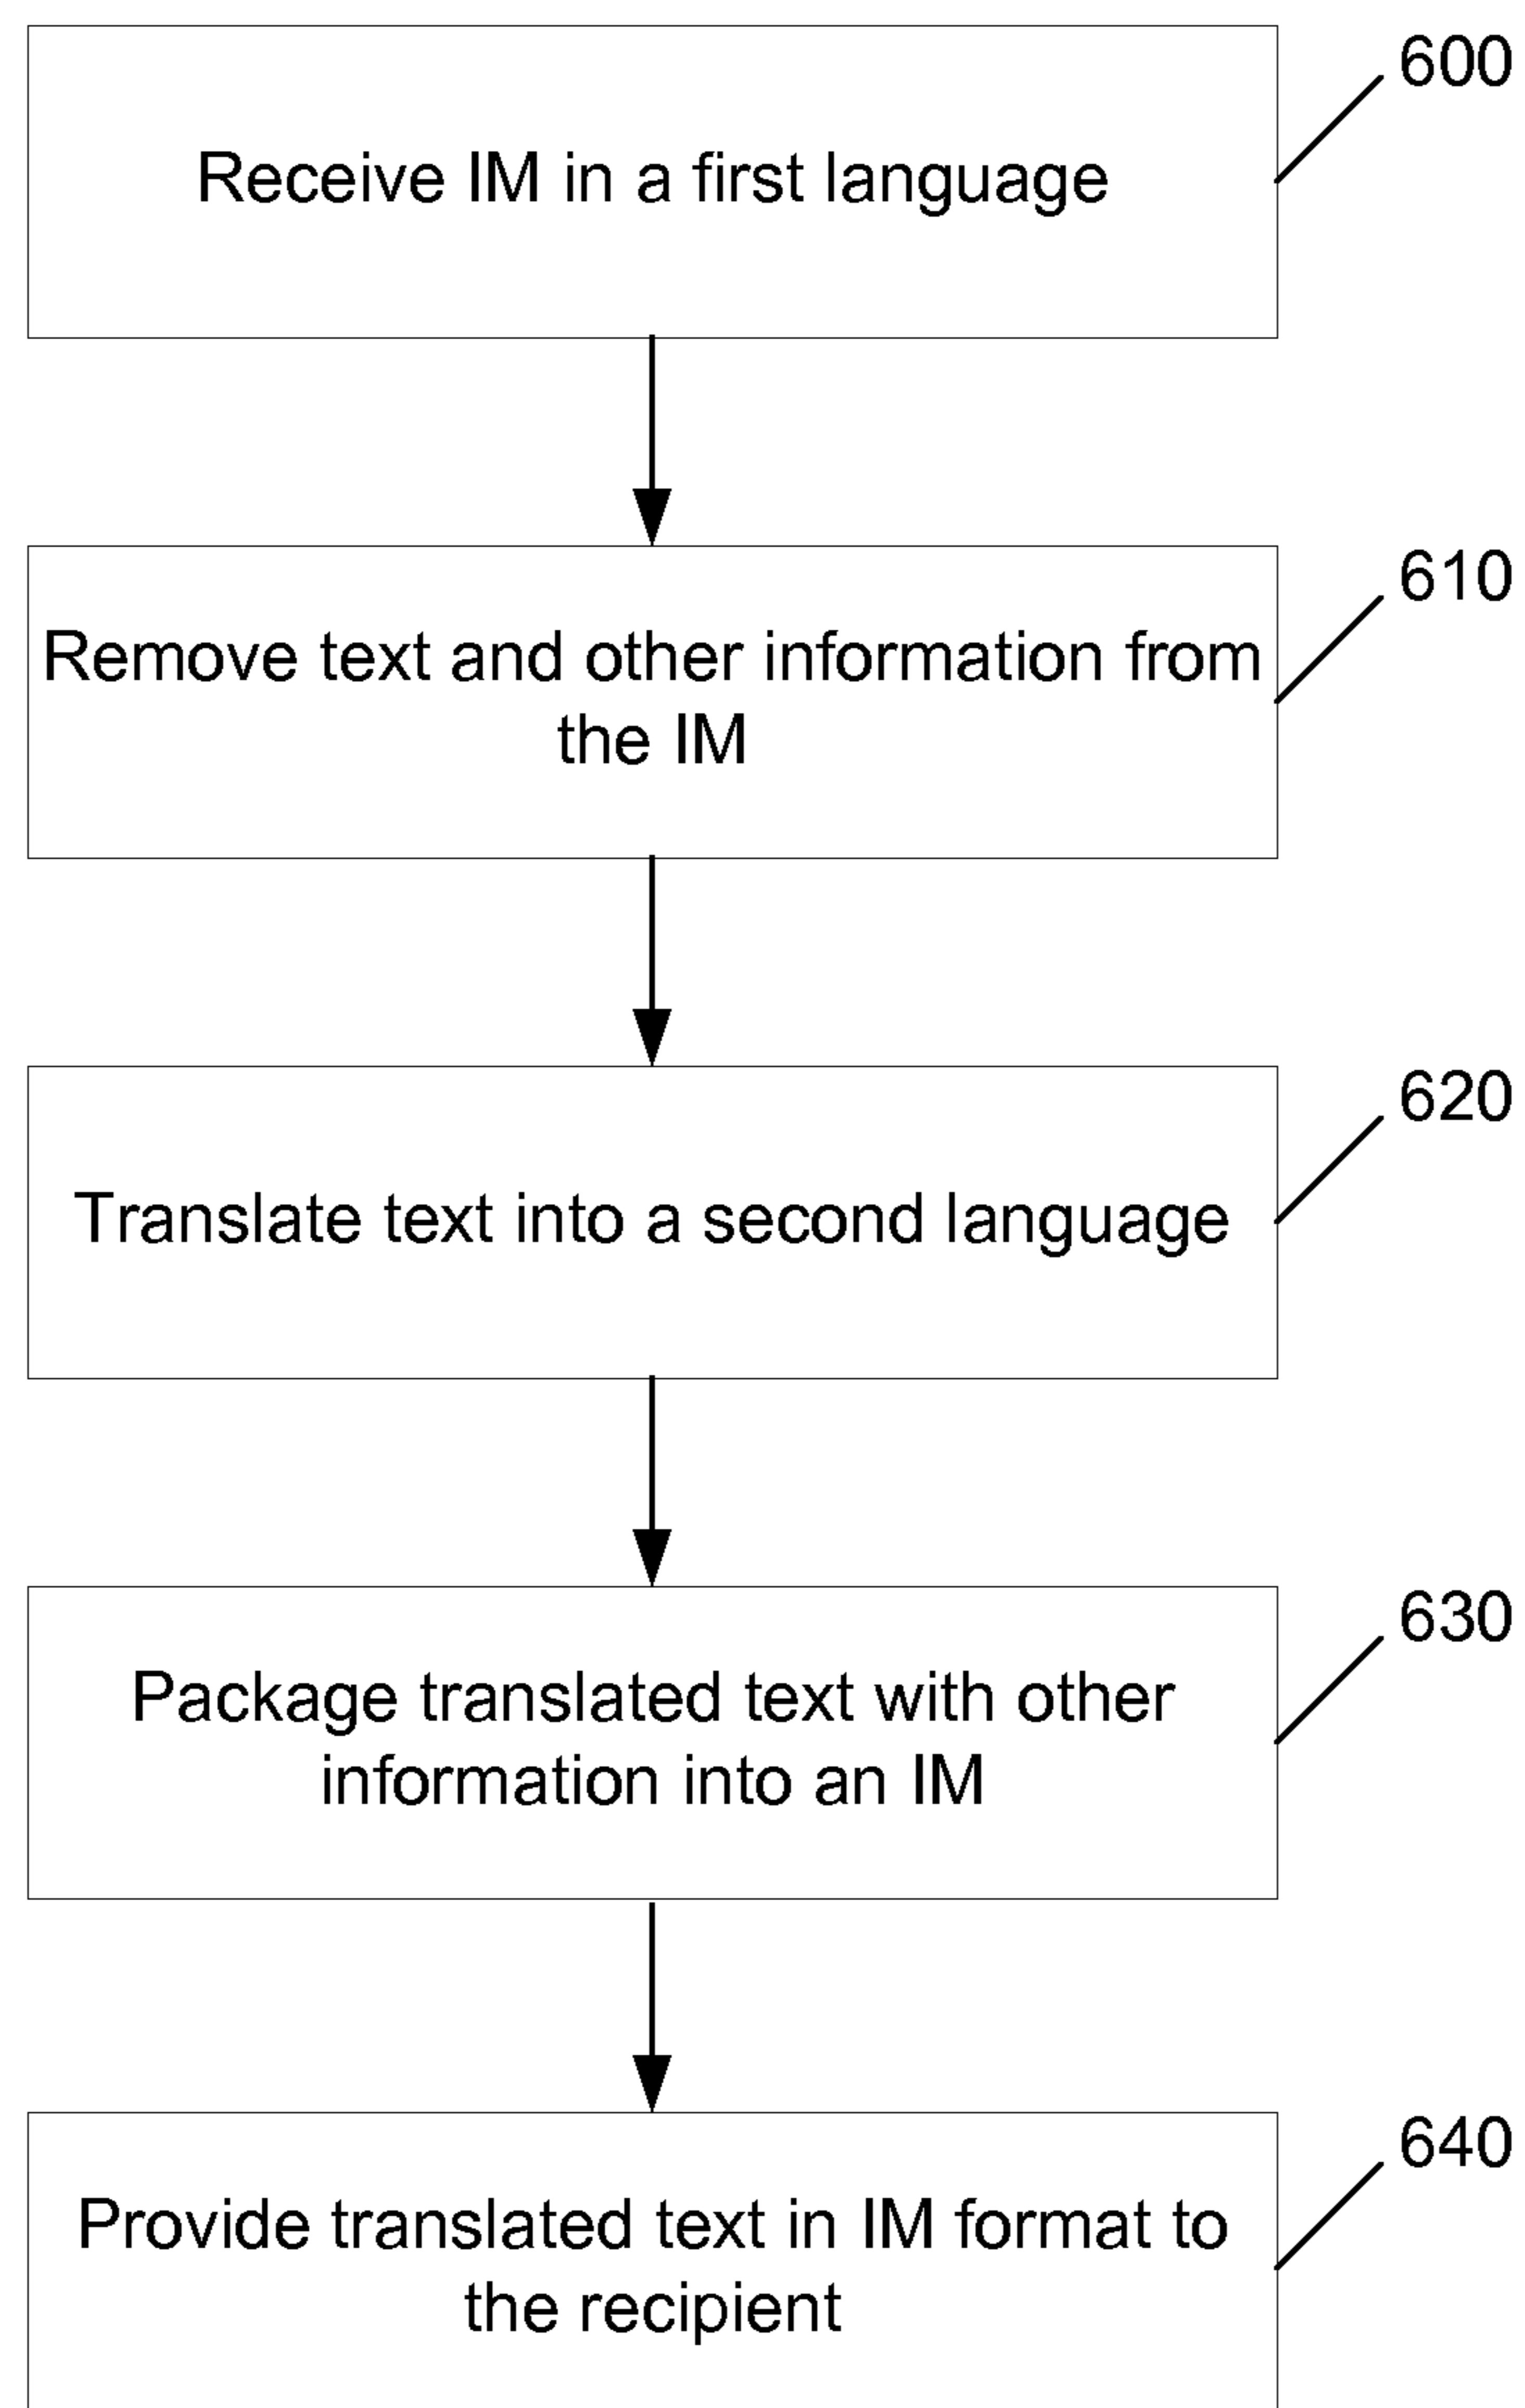 600
Receive IM in a first language
610
Remove text and other information from
the IM
620
Translate text into a second language
630
Package translated text with other
information into an IM
640
Provide translated text in IM format to
the recipient